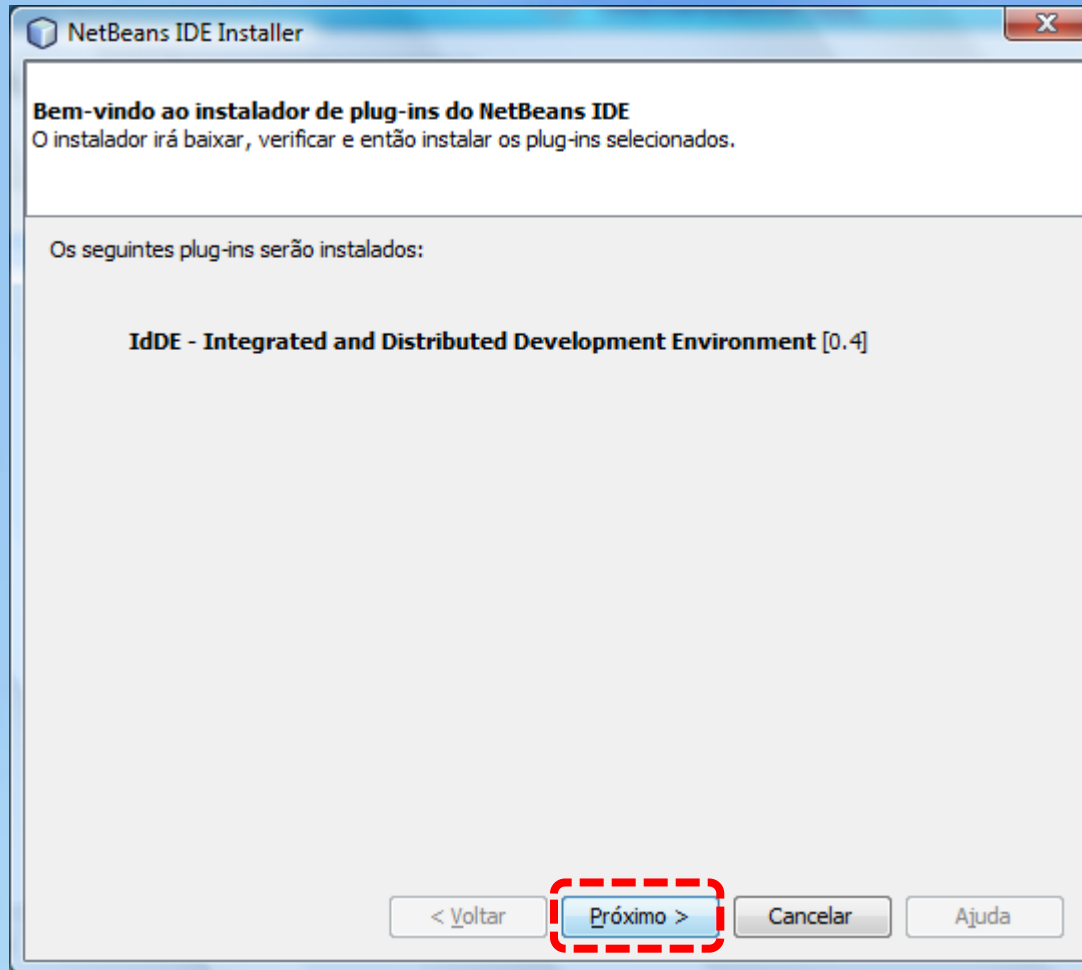 NetBeans IDE Installer
Bem-vindo ao instalador de plug-ins do NetBeans IDE
O instalador irá baixar, verificar e então instalar os plug-ins selecionados.
Os seguintes plug-ins serão instalados:
IdDE - Integrated and Distributed Development Environment [0.4]
< Voltar Próximo > Cancelar Ajuda